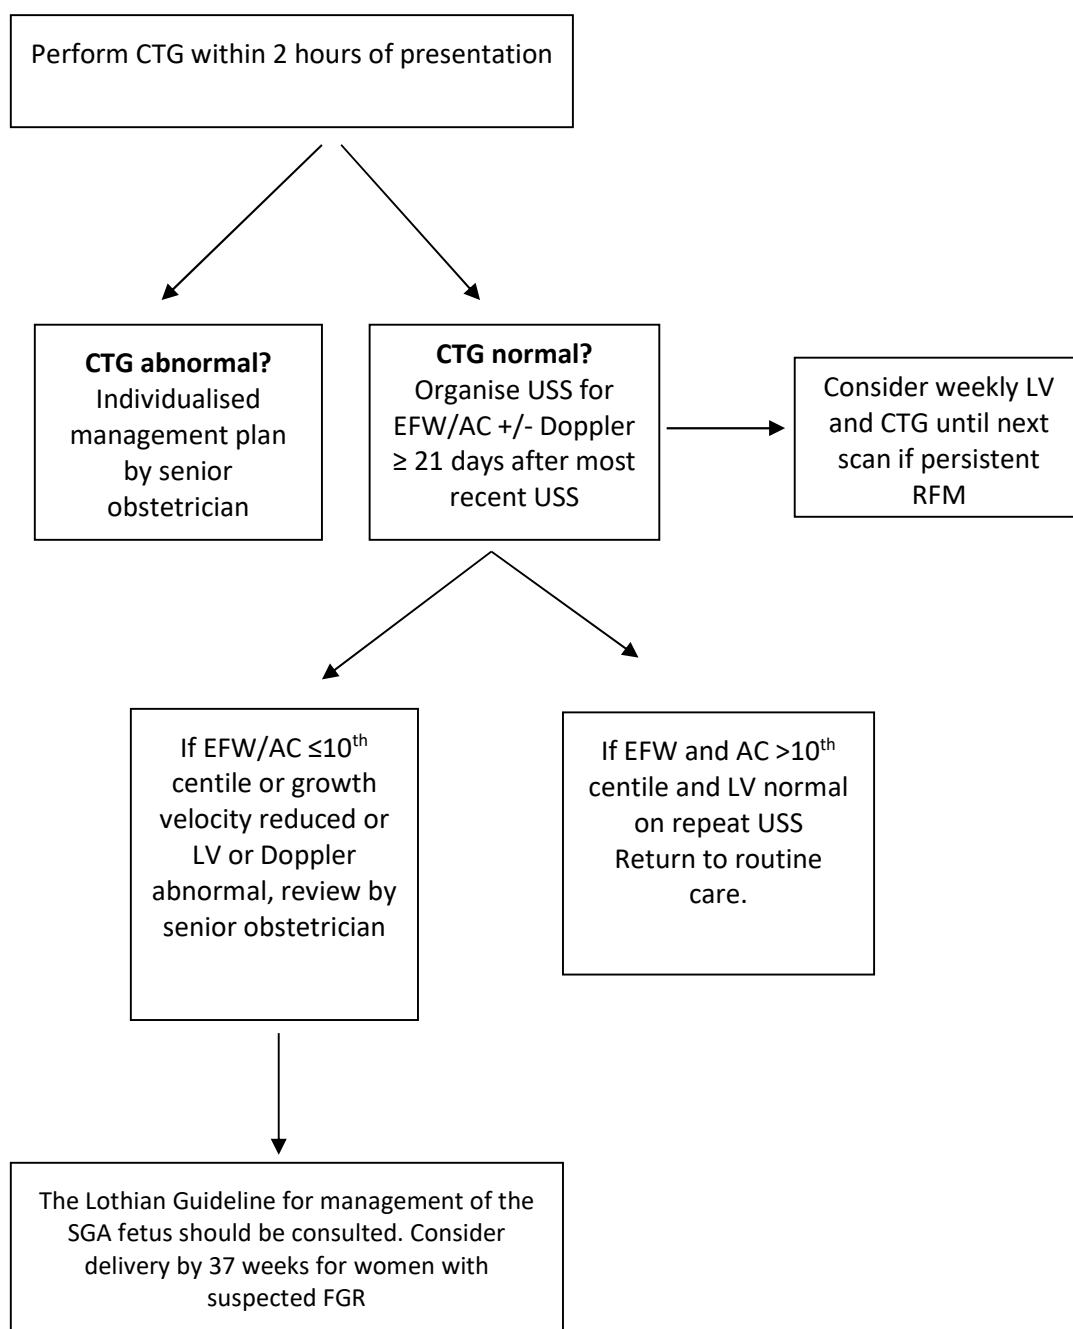 Perform CTG within 2 hours of presentation
CTG abnormal?
Individualised
management plan
by senior
obstetrician
CTG normal?
Organise USS for
EFW/AC +/- Doppler
≥ 21 days after most
recent USS
Consider weekly LV
and CTG until next
scan if persistent
RFM
If EFW/AC ≤10th
centile or growth
velocity reduced or
LV or Doppler
abnormal, review by
senior obstetrician
If EFW and AC >10th
centile and LV normal
on repeat USS
Return to routine
care.
The Lothian Guideline for management of the
SGA fetus should be consulted. Consider
delivery by 37 weeks for women with
suspected FGR